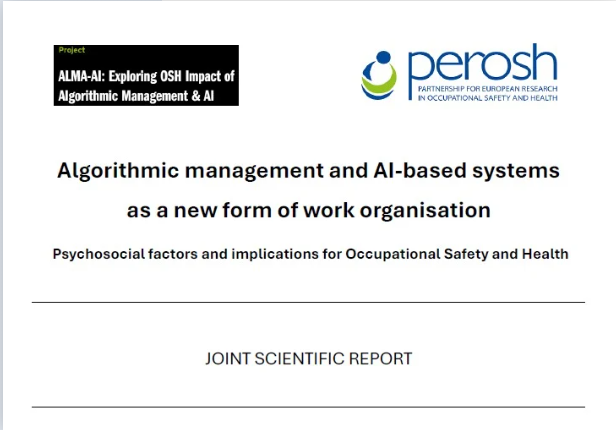 Project
ALMA-AI: Exploring OSH Impact of
Algorithmic Management & AI
perosh
PARTNERSHIP FOR EUROPEAN RESEARCH
IN OCCUPATIONAL SAFETY AND HEALTH
Algorithmic management and AI-based systems
as a new form of work organisation
Psychosocial factors and implications for Occupational Safety and Health
JOINT SCIENTIFIC REPORT